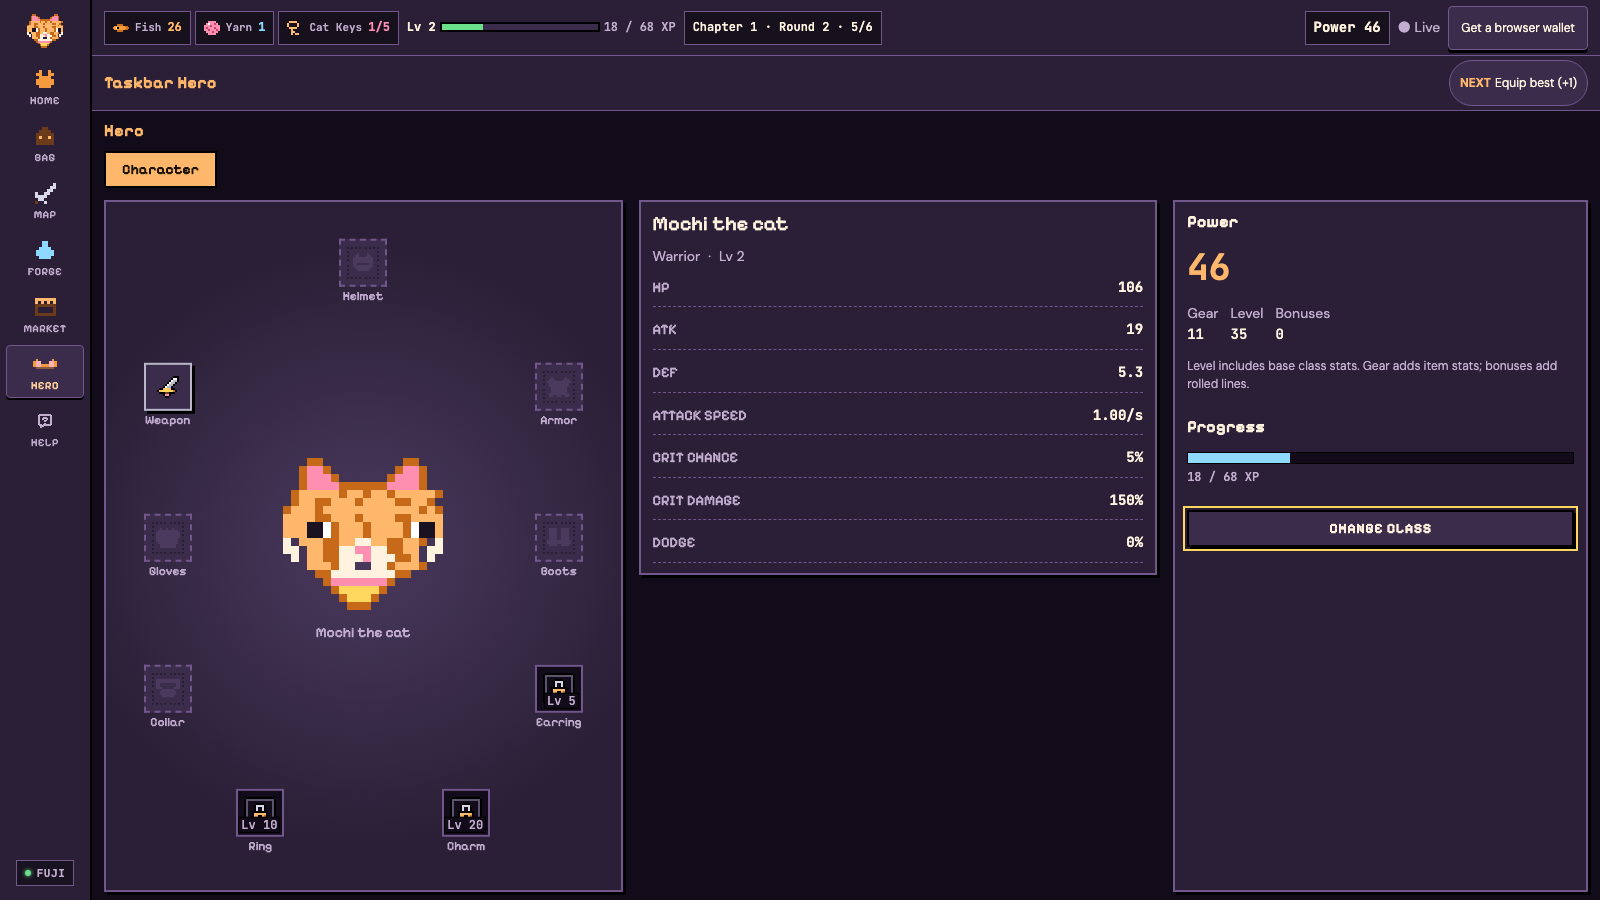 Fish 26
Yarn 1
Cat Keys 1/5
Lv 2
18 / 68 XP
Chapter 1 · Round 2 · 5/6
Power 46
Live
Get a browser wallet
HOME
BAG
MAP
FORGE
MARKET
HERO
HELP
FUJI
Taskbar Hero
NEXT Equip best (+1)
Hero
Character
Helmet
Weapon
Armor
Gloves
Boots
Mochi the cat
Collar
Lv 5
Earring
Lv 10
Ring
Lv 20
Charm
Mochi the cat
Warrior · Lv 2
HP 106
ATK 19
DEF 5.3
ATTACK SPEED 1.00/s
CRIT CHANCE 5%
CRIT DAMAGE 150%
DODGE 0%
Power
46
Gear Level Bonuses
11 35 0
Level includes base class stats. Gear adds item stats; bonuses add
rolled lines.
Progress
18 / 68 XP
CHANGE CLASS